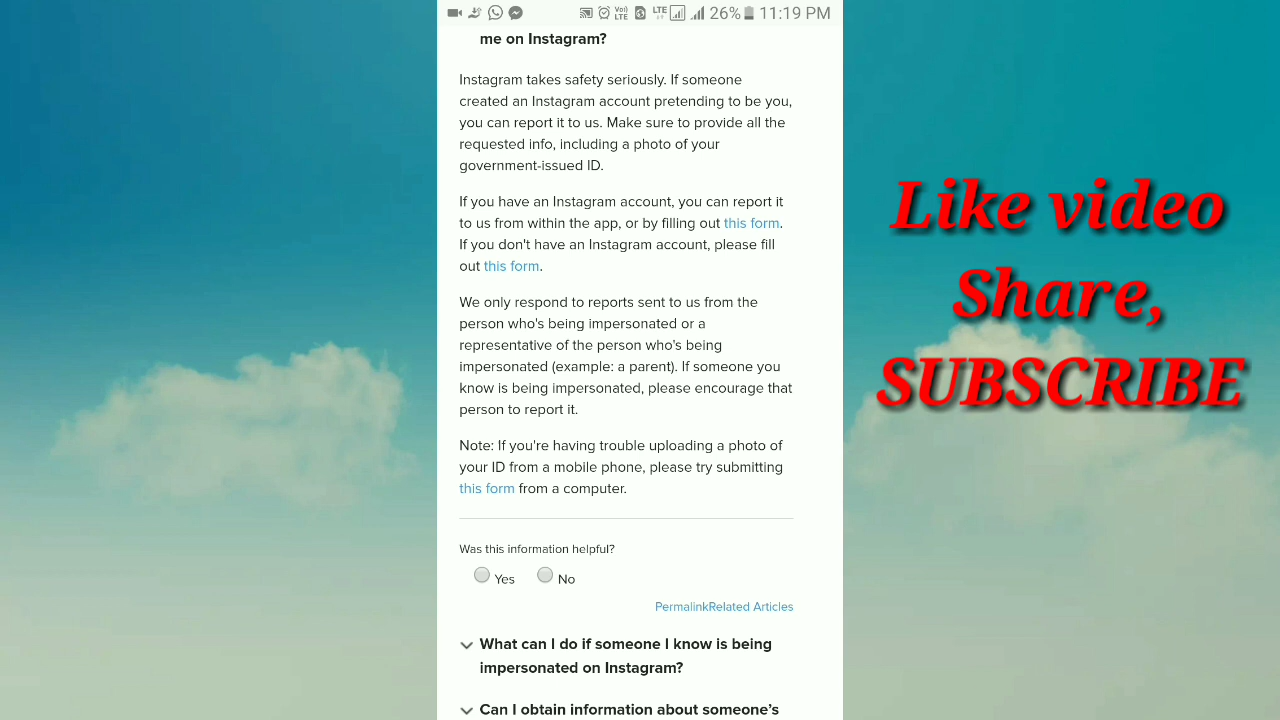 26% 11:19 PM
me on Instagram?
Instagram takes safety seriously. If someone
created an Instagram account pretending to be you,
you can report it to us. Make sure to provide all the
requested info, including a photo of your
government-issued ID.
If you have an Instagram account, you can report it
to us from within the app, or by filling out this form.
If you don't have an Instagram account, please fill
out this form.
We only respond to reports sent to us from the
person who's being impersonated or a
representative of the person who's being
impersonated (example: a parent). If someone you
know is being impersonated, please encourage that
person to report it.
Note: If you're having trouble uploading a photo of
your ID from a mobile phone, please try submitting
this form from a computer.
Was this information helpful?
Yes No
PermalinkRelated Articles
What can I do if someone I know is being
impersonated on Instagram?
Can I obtain information about someone's
Like video
Share,
SUBSCRIBE